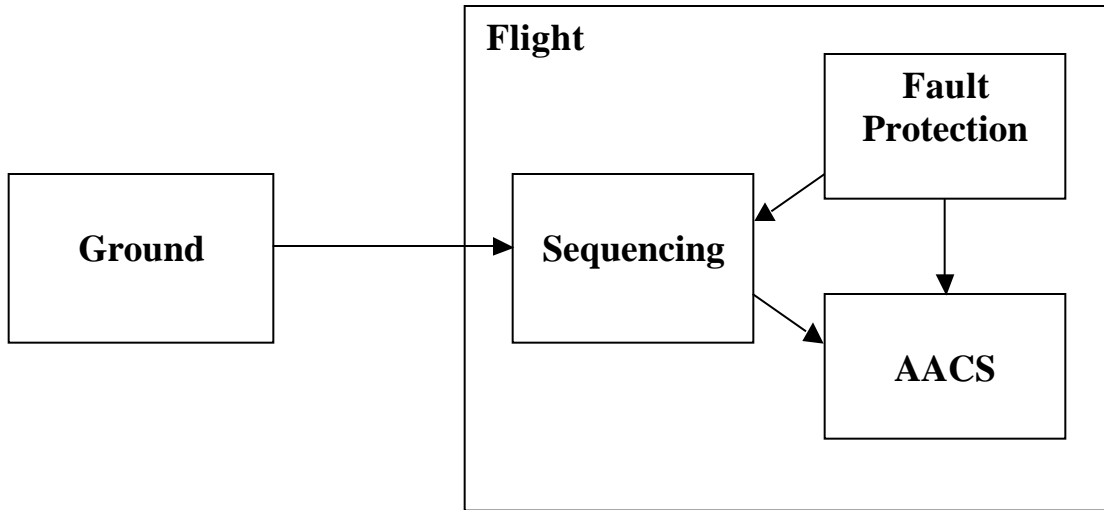 Flight
Fault
Protection
Ground
Sequencing
AACS